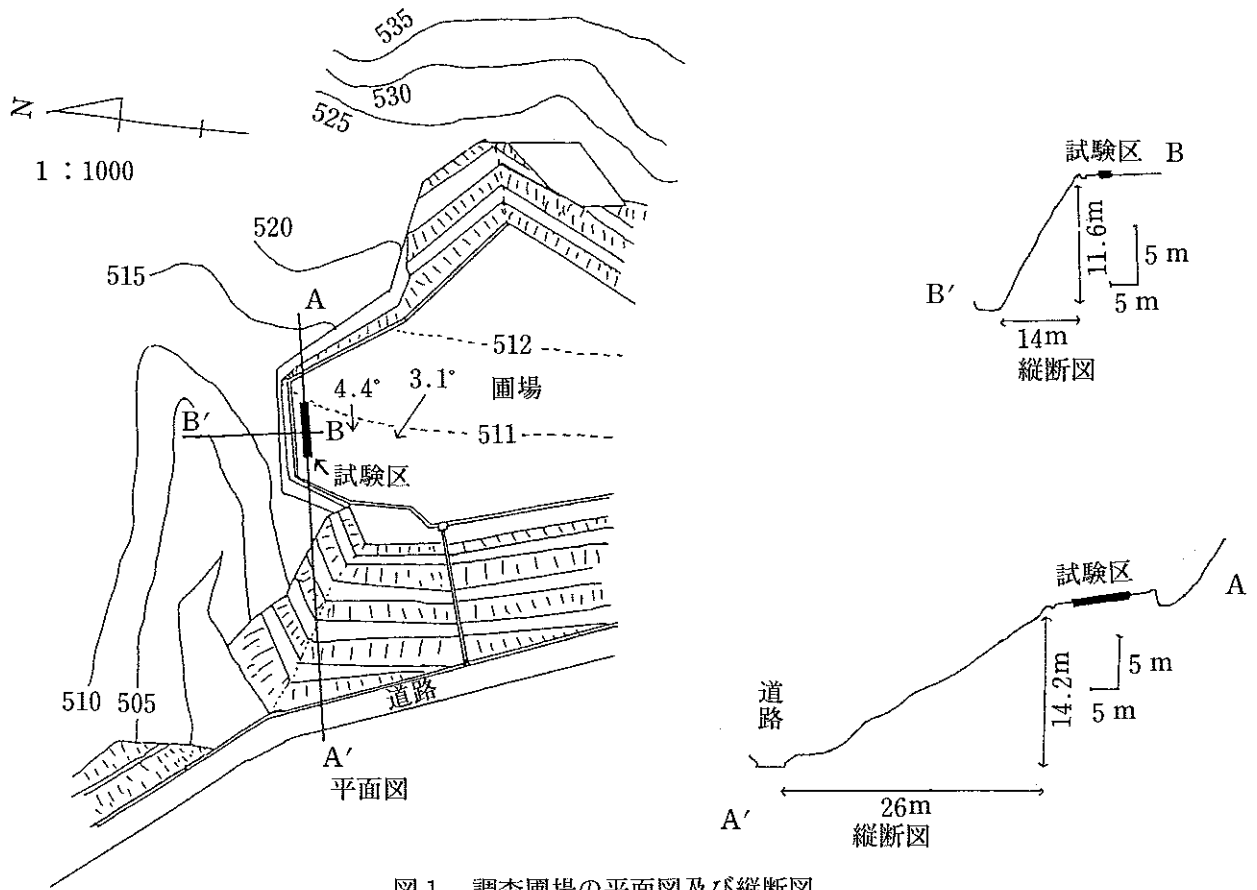 535
530
525
N
1：1000
520
515
A
512
4.4°
3.1°
圃場
B′
B
511
試験区
510
505
道路
A′
平面図
試験区
B
11.6m
5 m
5 m
B′
14m
縦断図
試験区
A
道路
14.2m
5 m
5 m
26m
A′
縦断図
図1　調査圃場の平面図及び縦断図